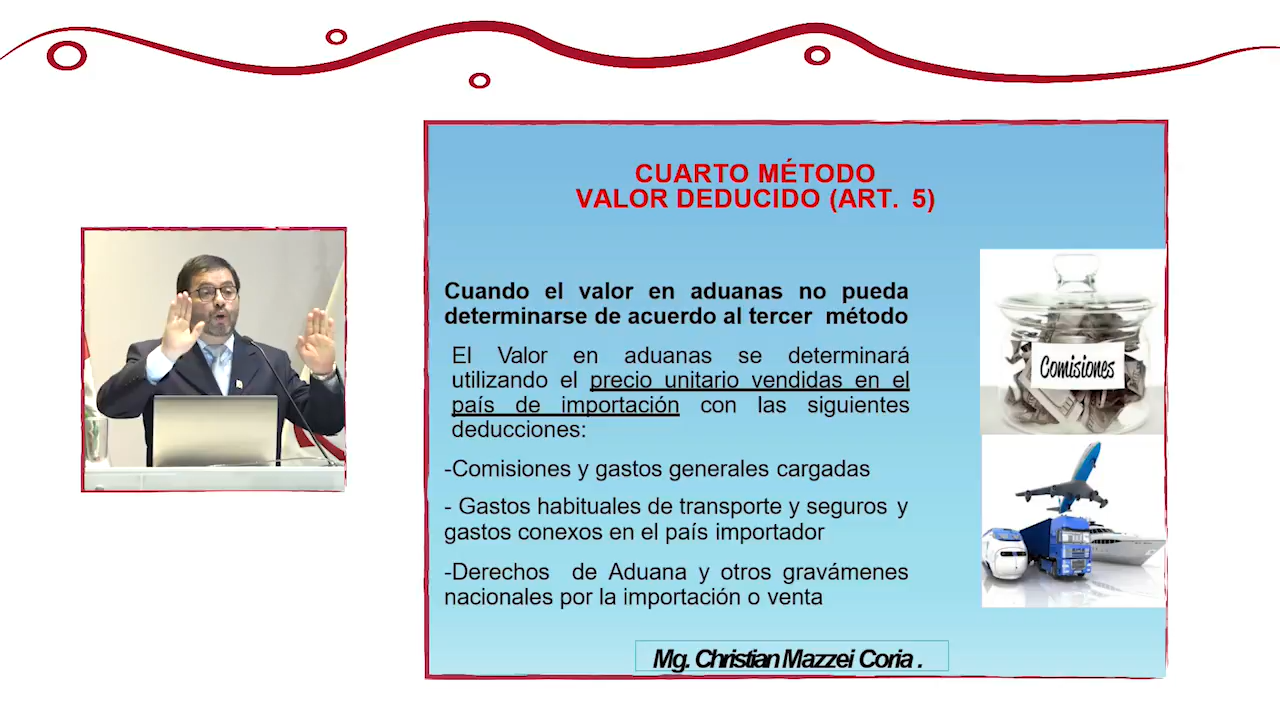 CUARTO MÉTODO
VALOR DEDUCIDO (ART. 5)
Cuando el valor en aduanas no pueda
determinarse de acuerdo al tercer método
El Valor en aduanas se determinará
utilizando el precio unitario vendidas en el
país de importación con las siguientes
deducciones:
-Comisiones y gastos generales cargadas
- Gastos habituales de transporte y seguros y
gastos conexos en el país importador
-Derechos de Aduana y otros gravámenes
nacionales por la importación o venta
Comisiones
Mg. Christian Mazzei Coria .